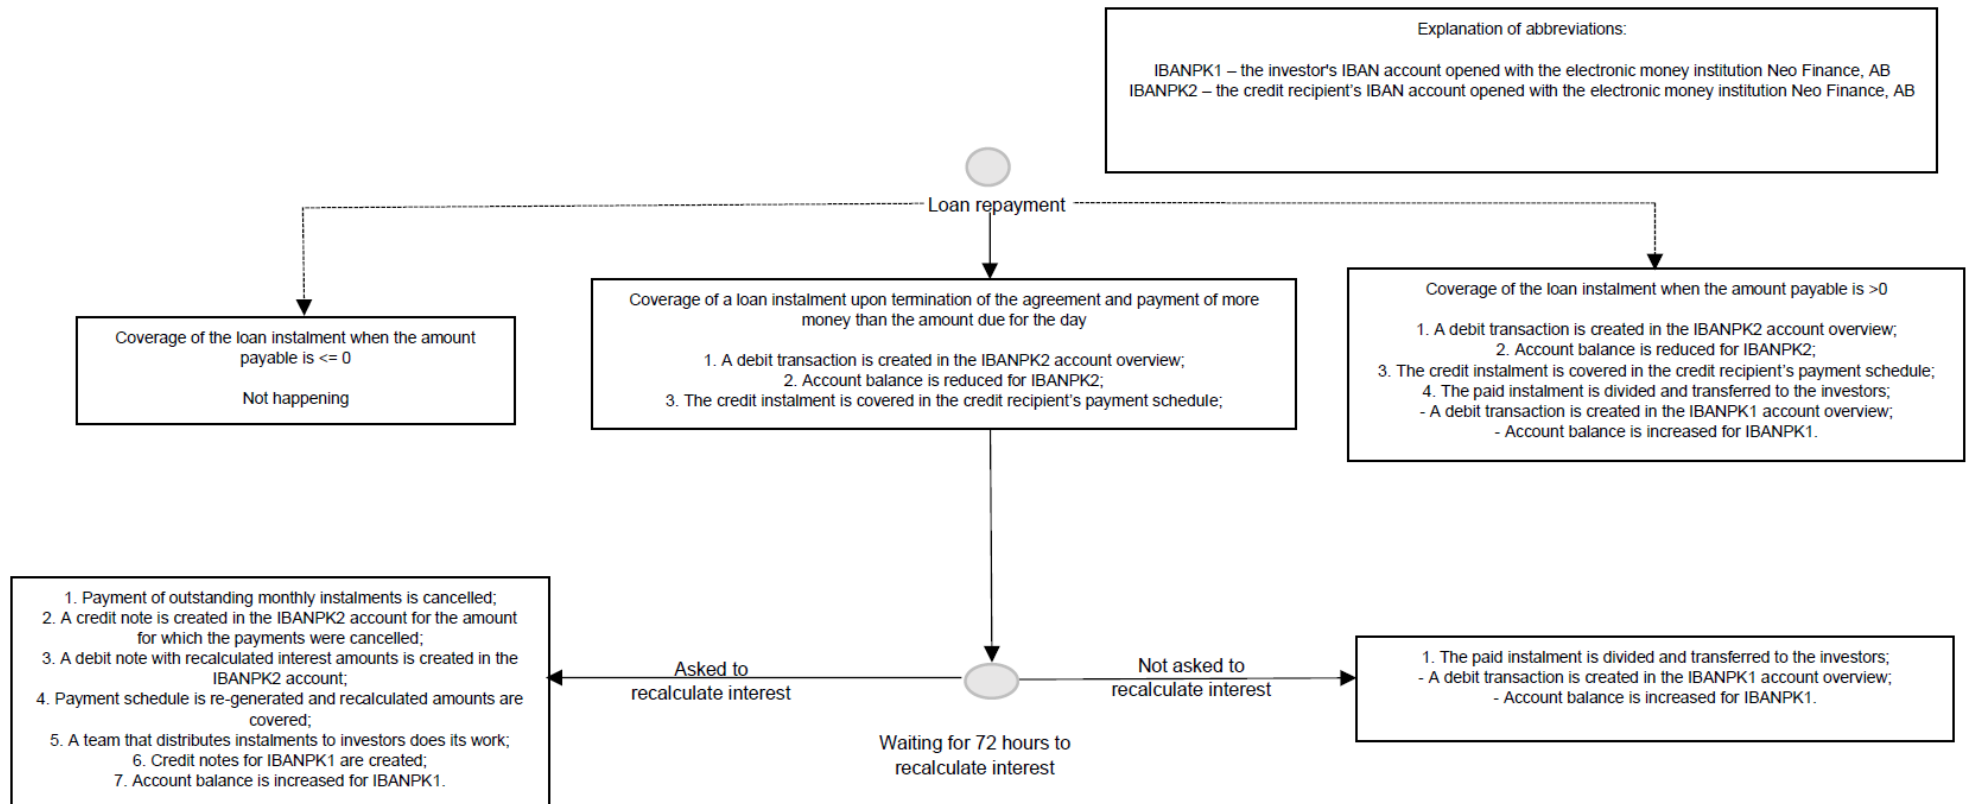 Explanation of abbreviations:
IBANPK1 – the investor's IBAN account opened with the electronic money institution Neo Finance, AB
IBANPK2 – the credit recipient's IBAN account opened with the electronic money institution Neo Finance, AB
Loan repayment
Coverage of the loan instalment when the amount
payable is <= 0
Not happening
Coverage of a loan instalment upon termination of the agreement and payment of more
money than the amount due for the day
1. A debit transaction is created in the IBANPK2 account overview;
2. Account balance is reduced for IBANPK2;
3. The credit instalment is covered in the credit recipient's payment schedule;
Coverage of the loan instalment when the amount payable is >0
1. A debit transaction is created in the IBANPK2 account overview;
2. Account balance is reduced for IBANPK2;
3. The credit instalment is covered in the credit recipient's payment schedule;
4. The paid instalment is divided and transferred to the investors;
- A debit transaction is created in the IBANPK1 account overview;
- Account balance is increased for IBANPK1.
1. Payment of outstanding monthly instalments is cancelled;
2. A credit note is created in the IBANPK2 account for the amount
for which the payments were cancelled;
3. A debit note with recalculated interest amounts is created in the
IBANPK2 account;
4. Payment schedule is re-generated and recalculated amounts are
covered;
5. A team that distributes instalments to investors does its work;
6. Credit notes for IBANPK1 are created;
7. Account balance is increased for IBANPK1.
Asked to
recalculate interest
Waiting for 72 hours to
recalculate interest
Not asked to
recalculate interest
1. The paid instalment is divided and transferred to the investors;
- A debit transaction is created in the IBANPK1 account overview;
- Account balance is increased for IBANPK1.